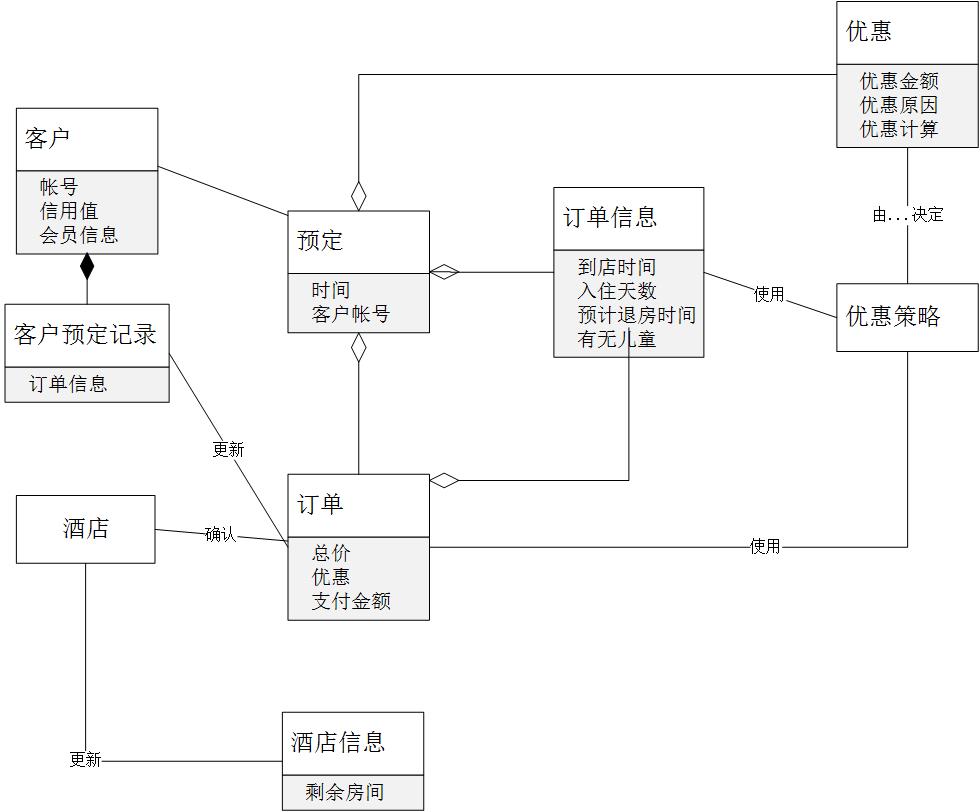 优惠
优惠金额
优惠原因
优惠计算
客户
帐号
信用值
会员信息
预定
时间
客户帐号
订单信息
到店时间
入住天数
预计退房时间
有无儿童
由...决定
使用
优惠策略
客户预定记录
订单信息
更新
酒店
确认
订单
总价
优惠
支付金额
使用
更新
酒店信息
剩余房间